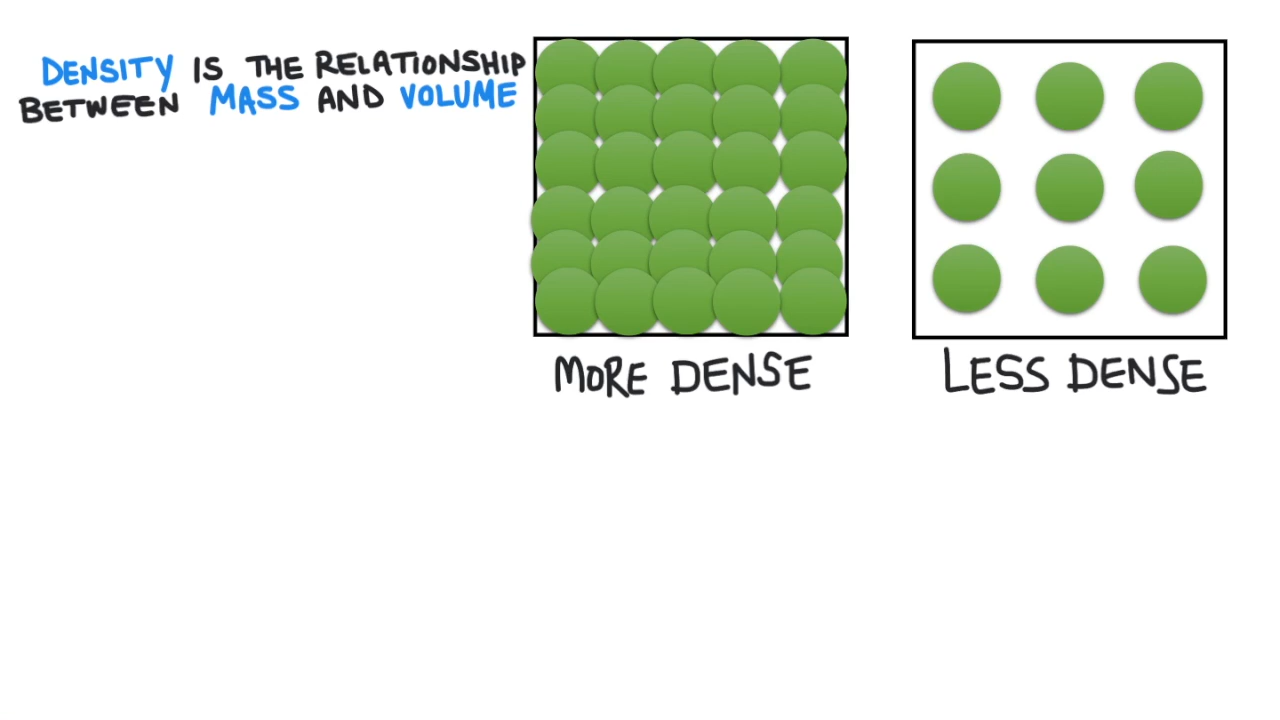 DENSITY IS THE RELATIONSHIP
BETWEEN MASS AND VOLUME
MORE DENSE
LESS DENSE